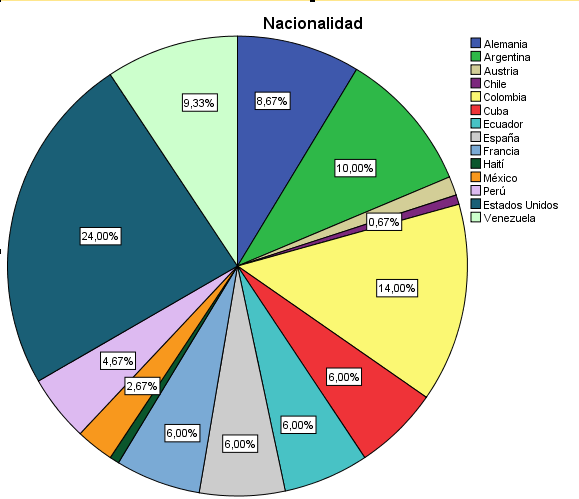 Nacionalidad
Alemania
Argentina
Austria
Chile
Colombia
Cuba
Ecuador
España
Francia
Haití
México
Perú
Estados Unidos
Venezuela
9,33%
8,67%
10,00%
0,67%
24,00%
14,00%
4,67%
6,00%
2,67%
6,00%
6,00%
6,00%